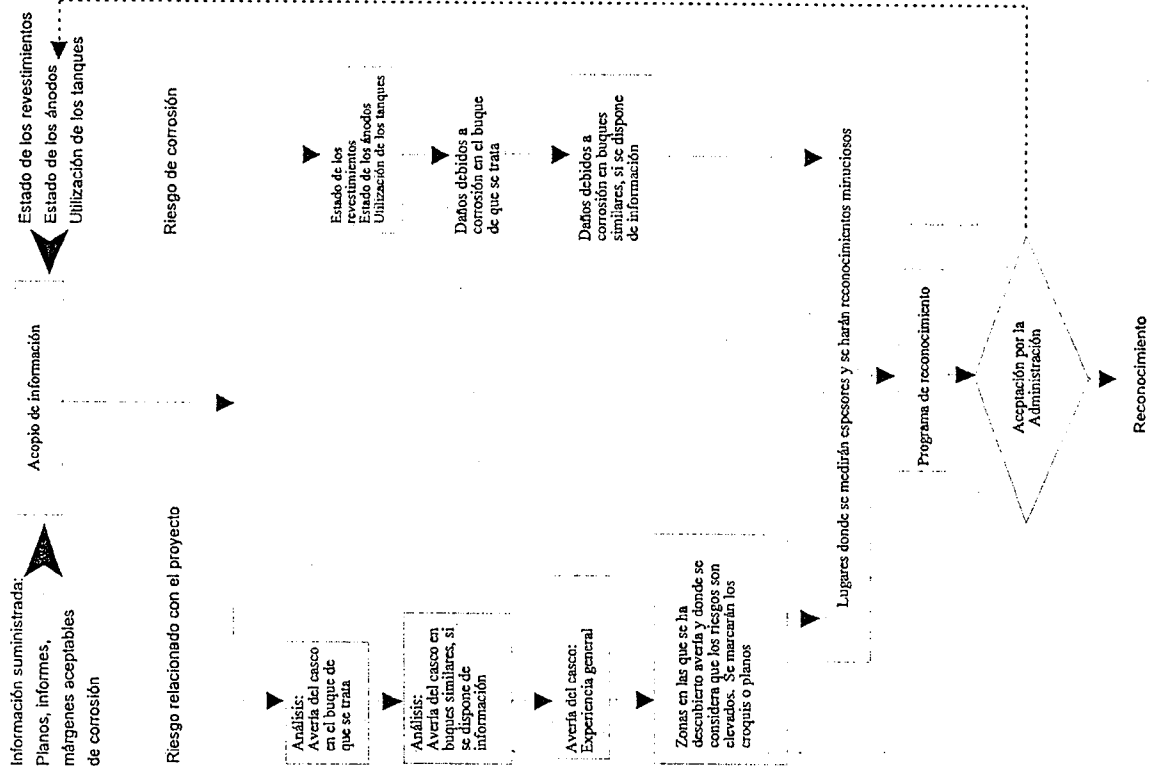 Información suministrada:
Planos, informes,
márgenes aceptables
de corrosión
Acopio de información
Estado de los revestimientos
Estado de los ánodos
Utilización de los tanques
Riesgo relacionado con el proyecto
Riesgo de corrosión
Análisis:
Avería del casco
en el buque de
que se trata
Análisis:
Avería del casco en
buques similares, si
se dispone de
información
Avería del casco:
Experiencia general
Zonas en las que se ha
descubierto avería y donde se
considera que los riesgos son
elevados. Se marcarán los
croquis o planos
Estado de los
revestimientos
Estado de los ánodos
Utilización de los tanques
Daños debidos a
corrosión en el buque
de que se trata
Daños debidos a
corrosión en buques
similares, si se dispone
de información
Lugares donde se medirán espesores y se harán reconocimientos minuciosos
Programa de reconocimiento
Aceptación por la
Administración
Reconocimiento